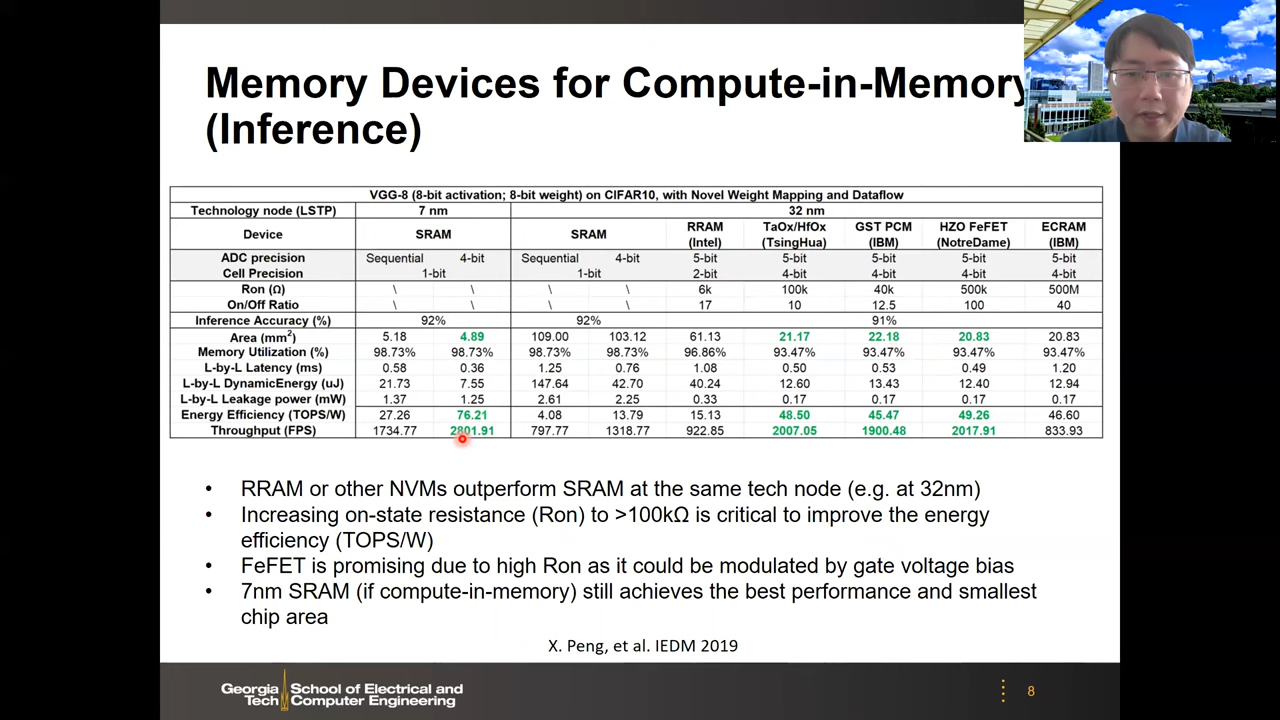 Memory Devices for Compute-in-Memory
(Inference)
VGG-8 (8-bit activation; 8-bit weight) on CIFAR10, with Novel Weight Mapping and Dataflow
Technology node (LSTP) 7 nm 32 nm
Device SRAM SRAM RRAM (Intel) TaOx/HfOx (TsingHua) GST PCM (IBM) HZO FeFET (NotreDame) ECRAM (IBM)
ADC precision Sequential 4-bit Sequential 4-bit 5-bit 5-bit 5-bit 5-bit 5-bit
Cell Precision 1-bit 1-bit 2-bit 4-bit 4-bit 4-bit 4-bit
Ron (Ω) \ \ \ \ 6k 100k 40k 500k 500M
On/Off Ratio \ \ \ \ 17 10 12.5 100 40
Inference Accuracy (%) 92% 92% 91%
Area (mm²) 5.18 4.89 109.00 103.12 61.13 21.17 22.18 20.83 20.83
Memory Utilization (%) 98.73% 98.73% 98.73% 98.73% 96.86% 93.47% 93.47% 93.47% 93.47%
L-by-L Latency (ms) 0.58 0.36 1.25 0.76 1.08 0.50 0.53 0.49 1.20
L-by-L DynamicEnergy (uJ) 21.73 7.55 147.64 42.70 40.24 12.60 13.43 12.40 12.94
L-by-L Leakage power (mW) 1.37 1.25 2.61 2.25 0.33 0.17 0.17 0.17 0.17
Energy Efficiency (TOPS/W) 27.26 76.21 4.08 13.79 15.13 48.50 45.47 49.26 46.60
Throughput (FPS) 1734.77 2801.91 797.77 1318.77 922.85 2007.05 1900.48 2017.91 833.93
• RRAM or other NVMs outperform SRAM at the same tech node (e.g. at 32nm)
• Increasing on-state resistance (Ron) to >100kΩ is critical to improve the energy
efficiency (TOPS/W)
• FeFET is promising due to high Ron as it could be modulated by gate voltage bias
• 7nm SRAM (if compute-in-memory) still achieves the best performance and smallest
chip area
X. Peng, et al. IEDM 2019
Georgia Tech School of Electrical and
Computer Engineering
8